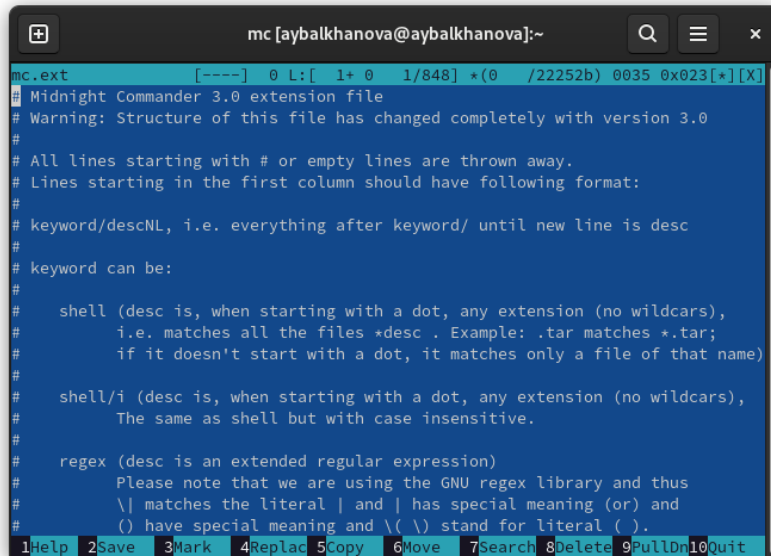 mc [aybalkhanova@aybalkhanova]:~
mc.ext [----] 0 L:[ 1+ 0 1/848] *(0 /22252b) 0035 0x023[*][X]
# Midnight Commander 3.0 extension file
# Warning: Structure of this file has changed completely with version 3.0
#
# All lines starting with # or empty lines are thrown away.
# Lines starting in the first column should have following format:
#
# keyword/descNL, i.e. everything after keyword/ until new line is desc
#
# keyword can be:
#
#    shell (desc is, when starting with a dot, any extension (no wildcars),
#          i.e. matches all the files *desc . Example: .tar matches *.tar;
#          if it doesn't start with a dot, it matches only a file of that name)
#
#    shell/i (desc is, when starting with a dot, any extension (no wildcars),
#          The same as shell but with case insensitive.
#
#    regex (desc is an extended regular expression)
#          Please note that we are using the GNU regex library and thus
#          \| matches the literal | and | has special meaning (or) and
#          () have special meaning and \( \) stand for literal ( ).
1Help 2Save 3Mark 4Replac 5Copy 6Move 7Search 8Delete 9PullDn 10Quit